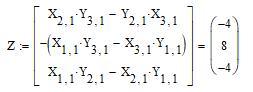 X₂,₁·Y₃,₁ − Y₂,₁·X₃,₁
Z := −(X₁,₁·Y₃,₁ − X₃,₁·Y₁,₁) =
X₁,₁·Y₂,₁ − X₂,₁·Y₁,₁
−4
8
−4